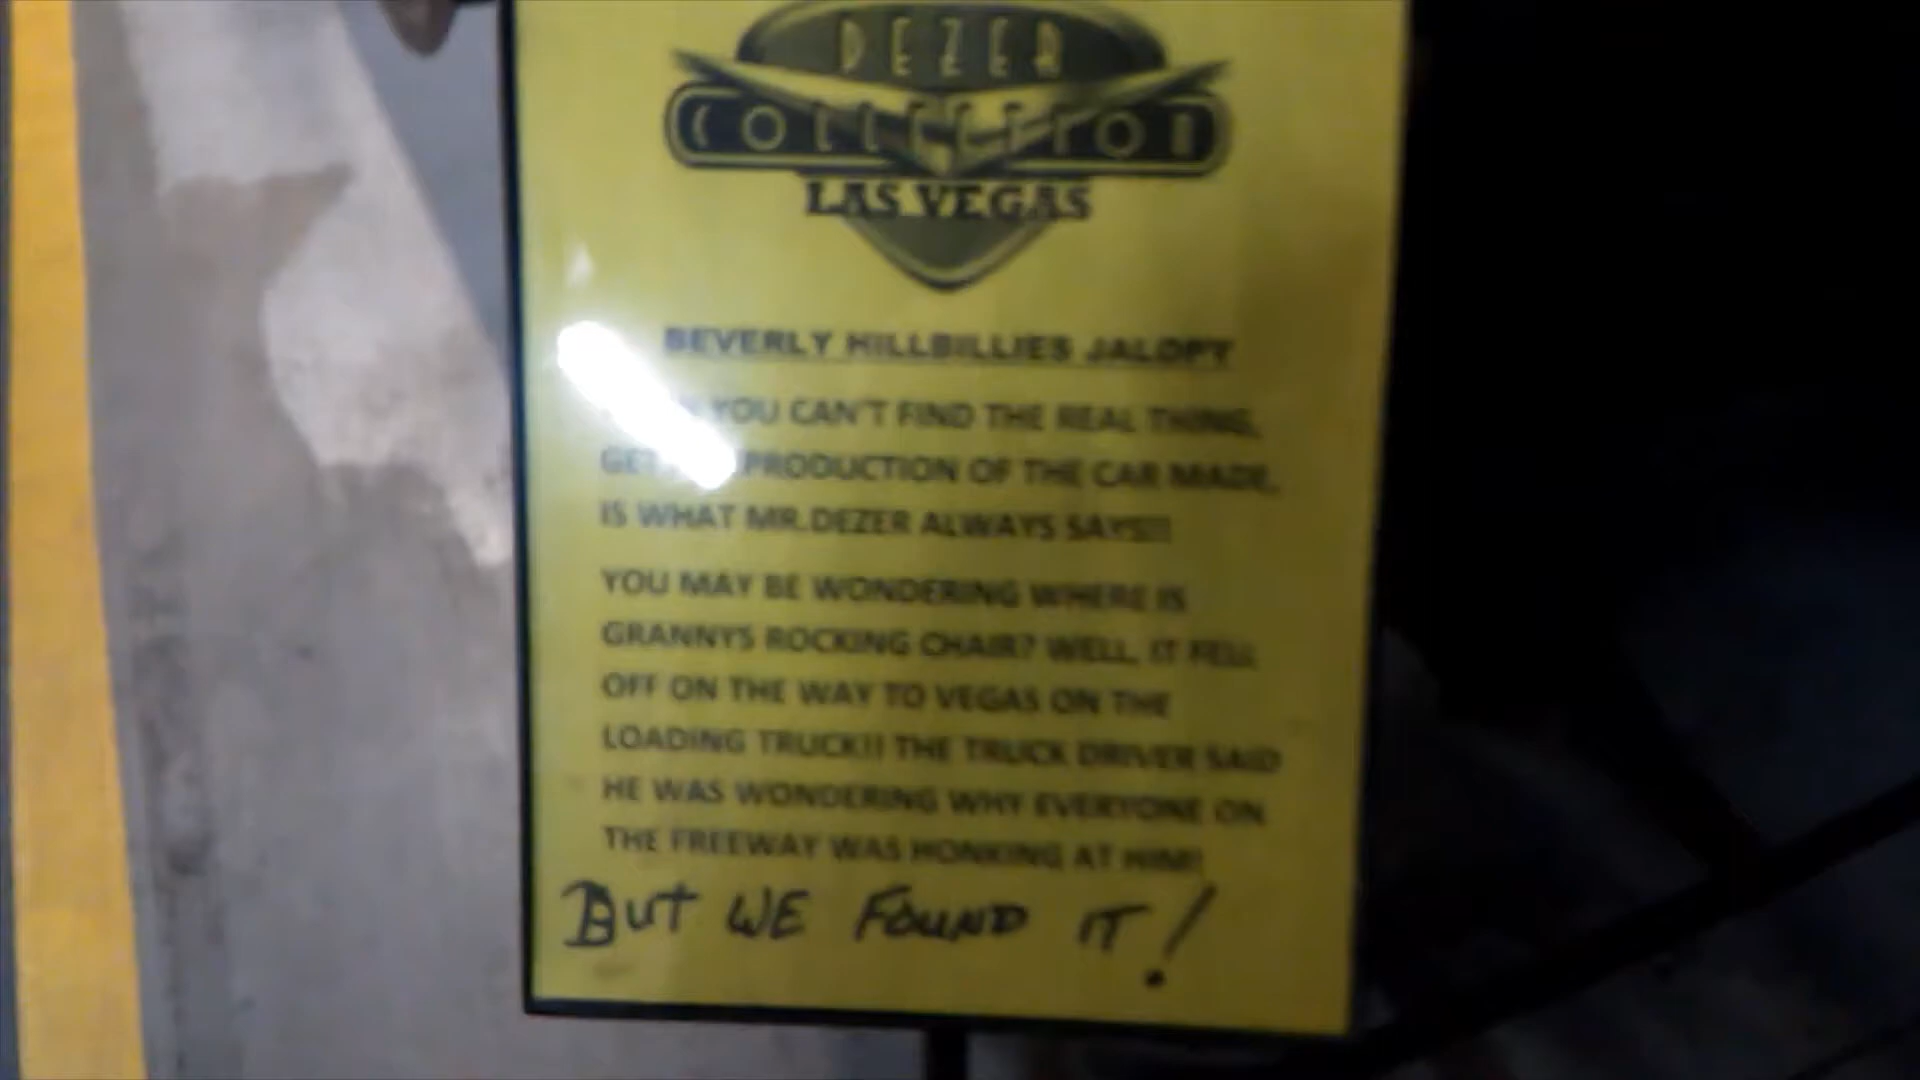 DEZER
COLLECTION
LAS VEGAS
BEVERLY HILLBILLIES JALOPY
YOU CAN'T FIND THE REAL THING,
GET PRODUCTION OF THE CAR MADE,
IS WHAT MR.DEZER ALWAYS SAYS!!
YOU MAY BE WONDERING WHERE IS
GRANNYS ROCKING CHAIR? WELL, IT FELL
OFF ON THE WAY TO VEGAS ON THE
LOADING TRUCK!! THE TRUCK DRIVER SAID
HE WAS WONDERING WHY EVERYONE ON
THE FREEWAY WAS HONKING AT HIM!
BUT WE FOUND IT!